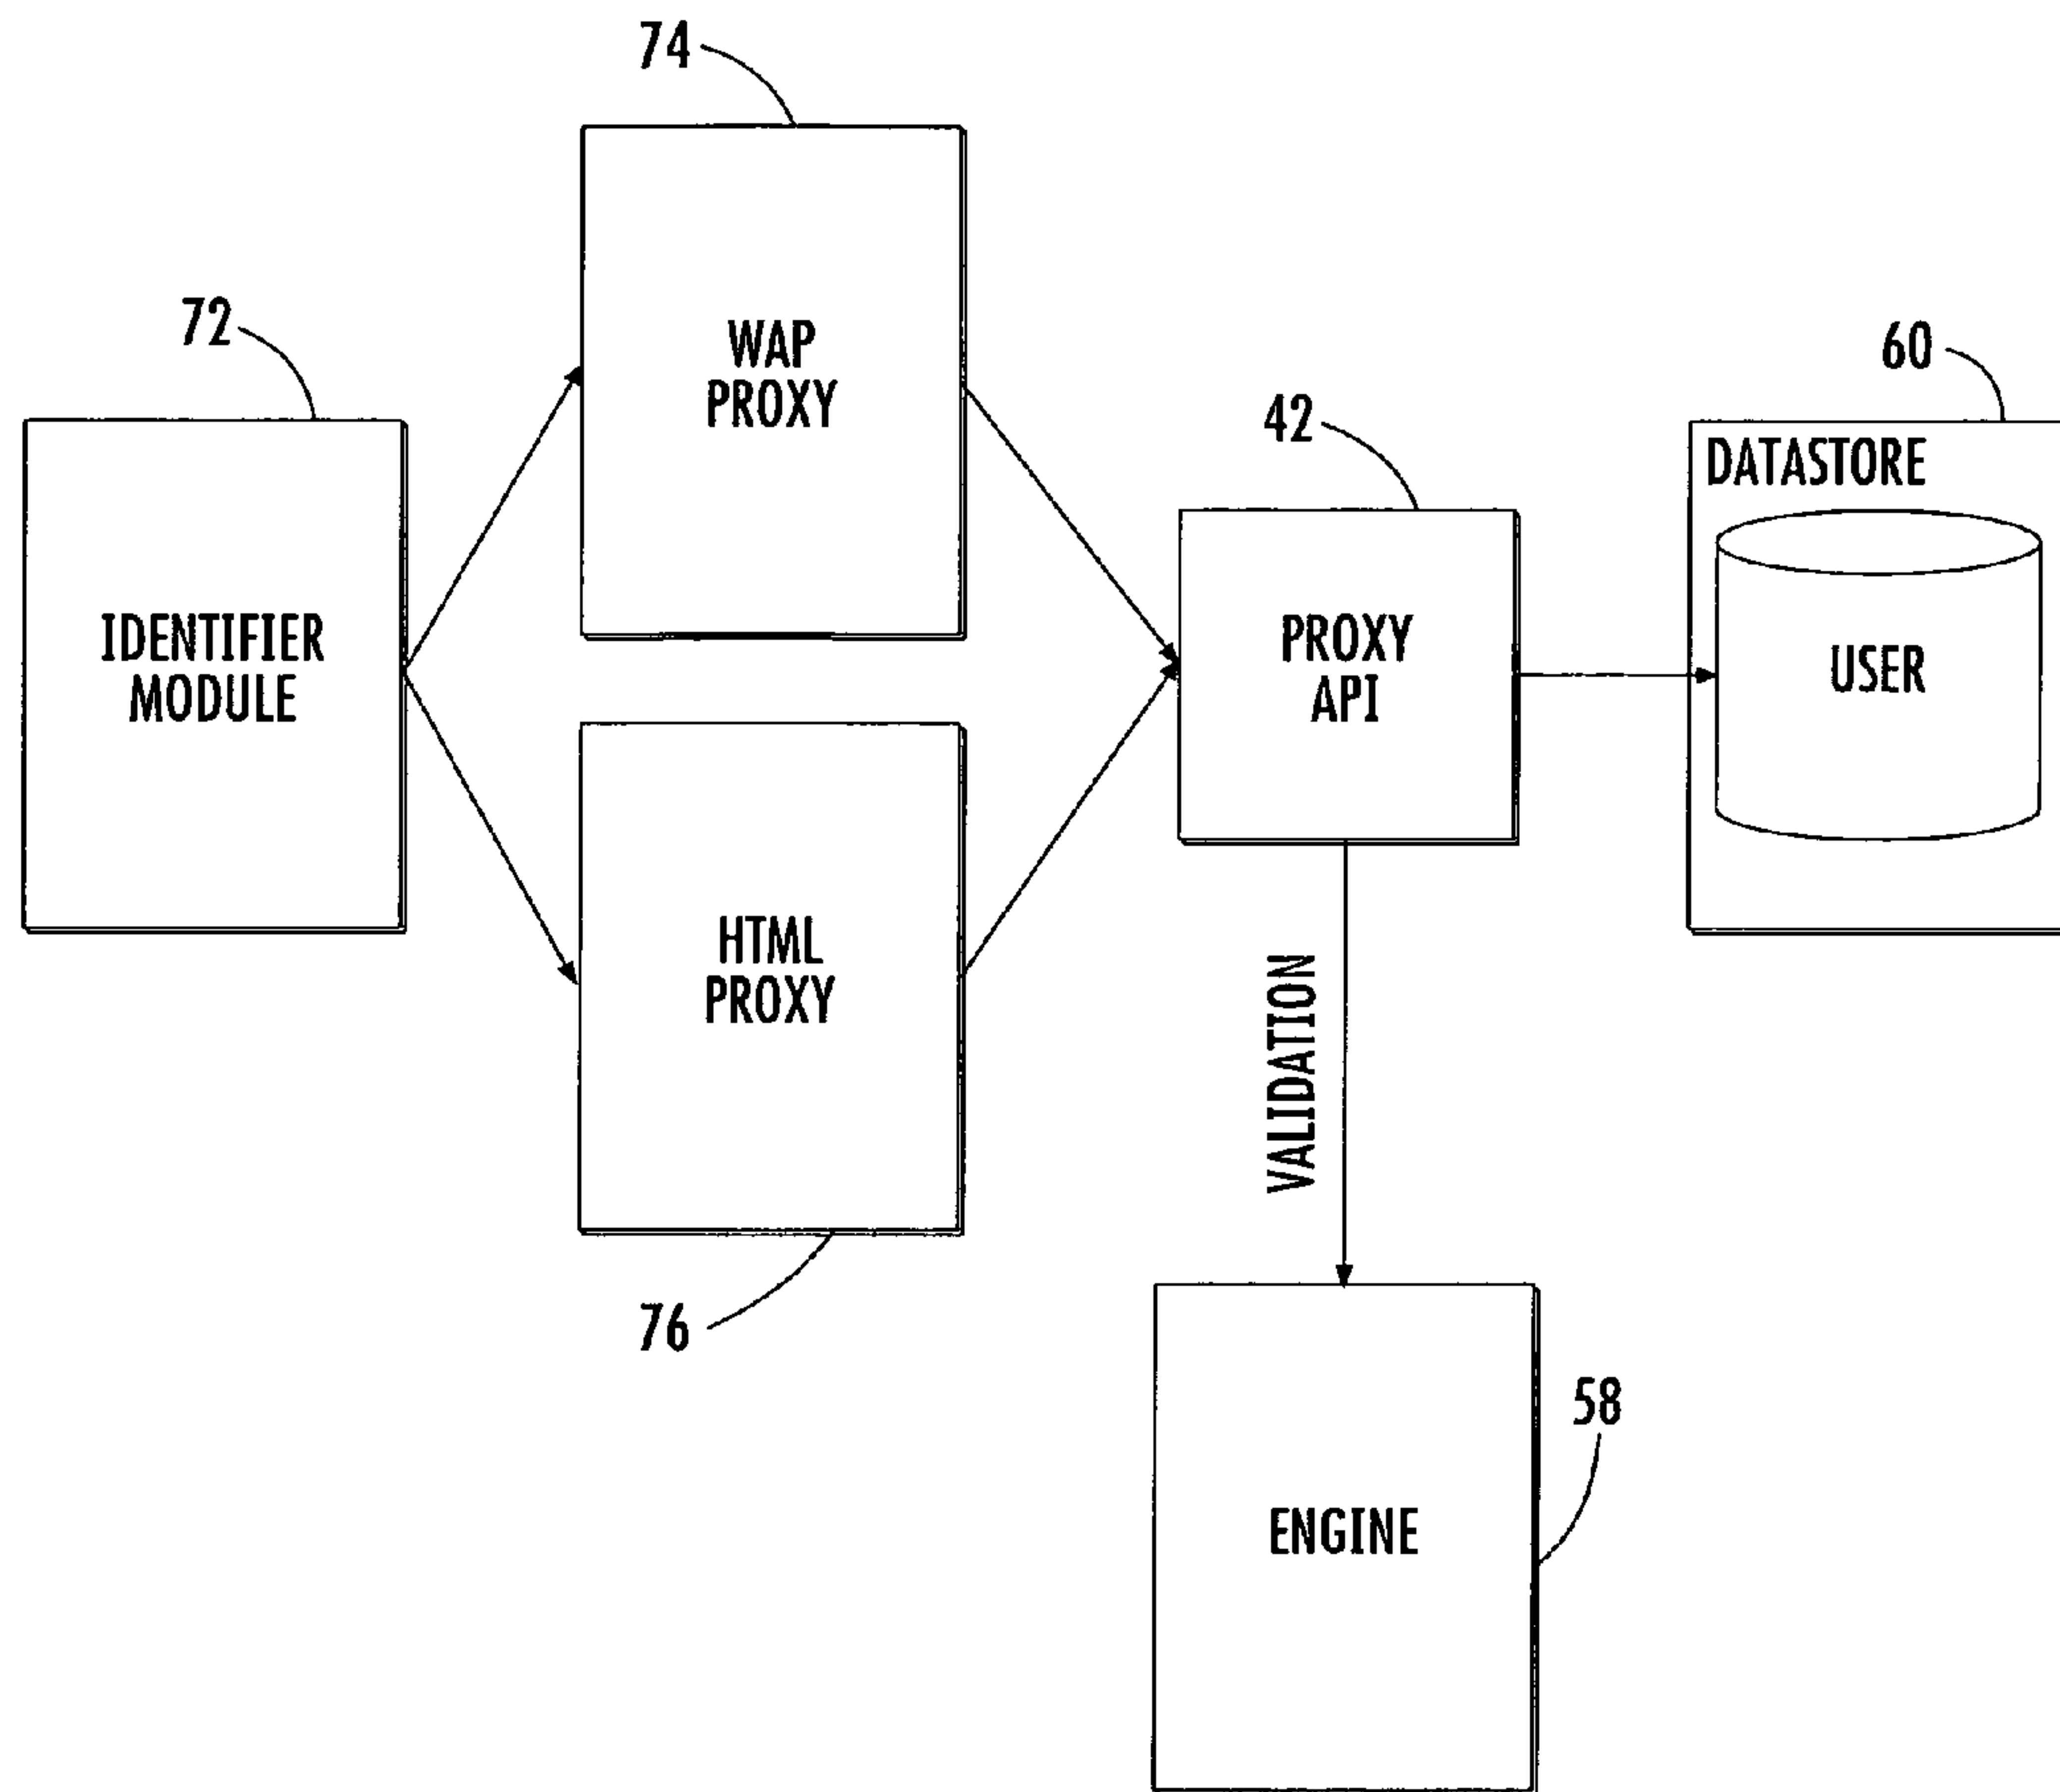 74
WAP
PROXY
72
60
42
DATASTORE
IDENTIFIER
MODULE
PROXY
API
USER
HTML
PROXY
VALIDATION
76
58
ENGINE